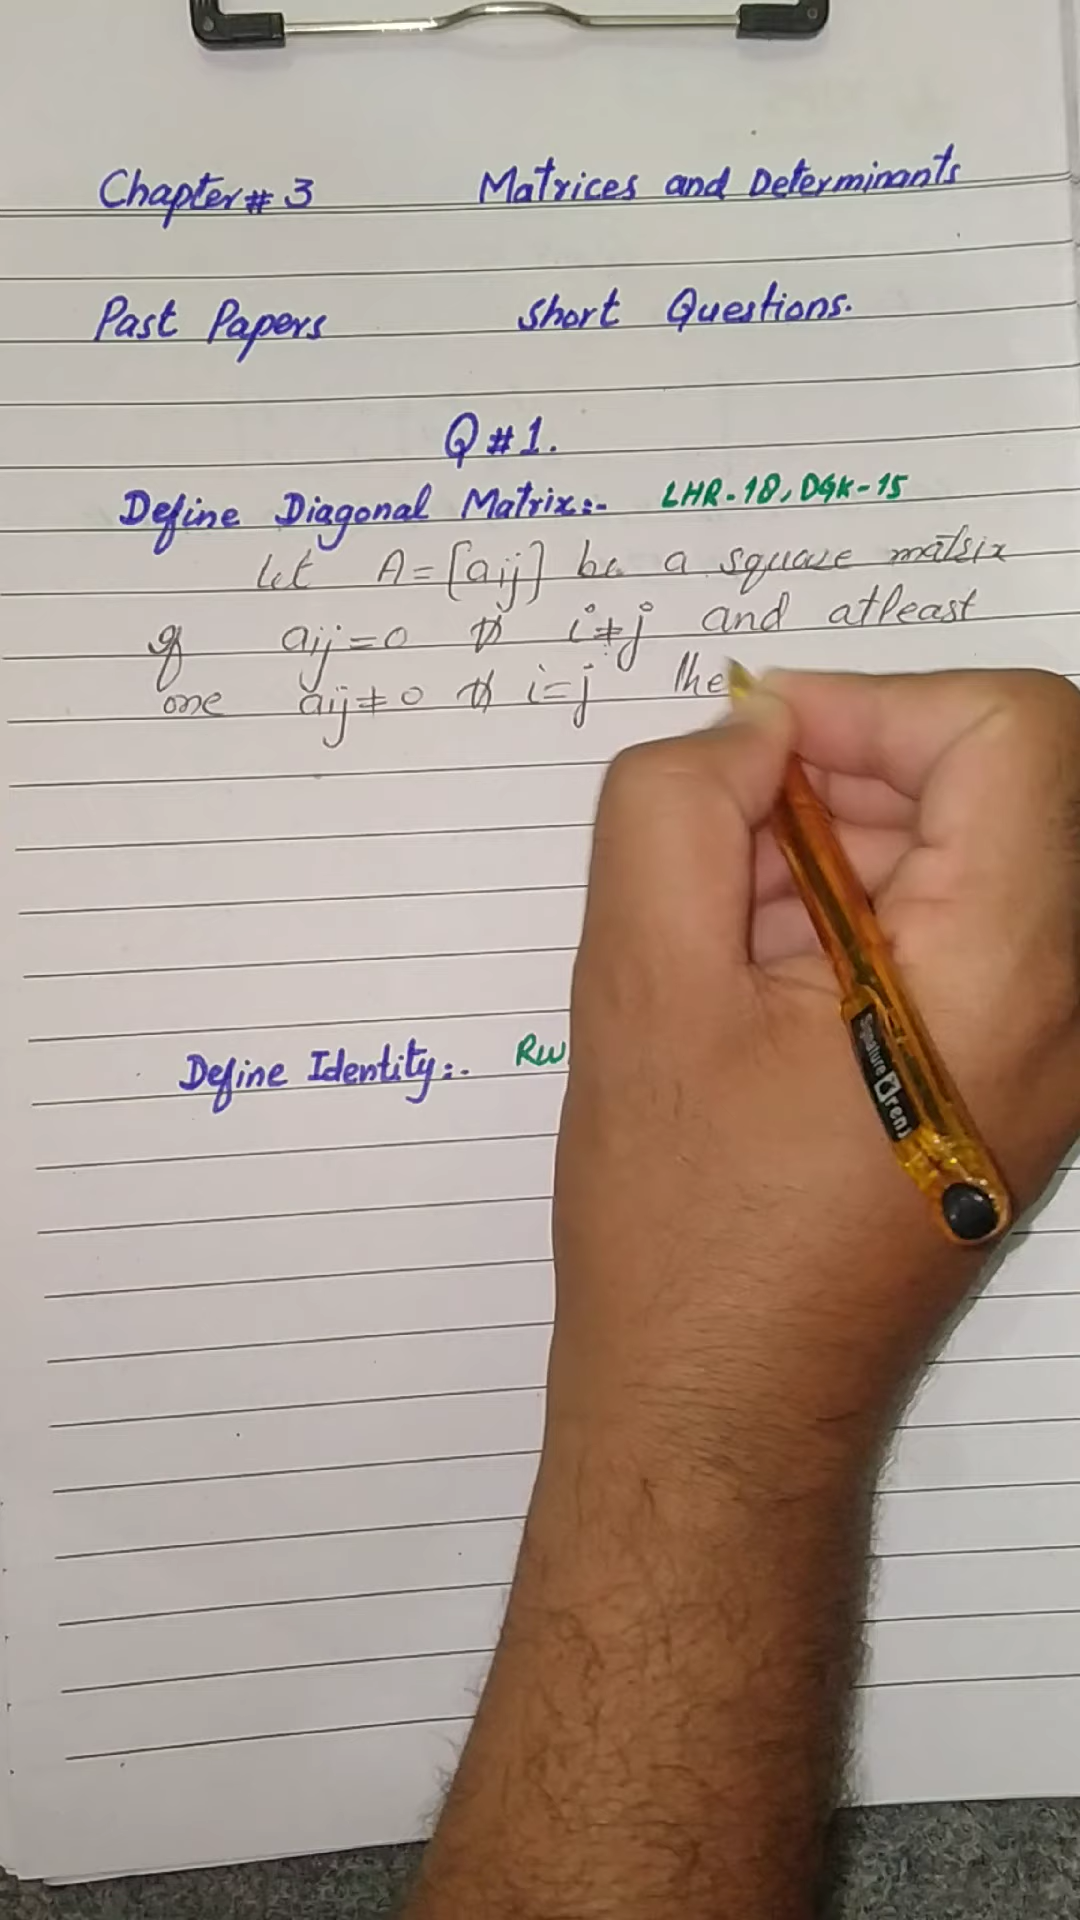 Chapter # 3 Matrices and Determinants
Past Papers Short Questions.
Q # 1.
Define Diagonal Matrix:- LHR-18, DGK-15
Let A = [aij] be a square matrix
if aij = 0 ∀ i ≠ j and atleast
one aij ≠ 0 ∀ i = j the
Define Identity:- RW
Signature